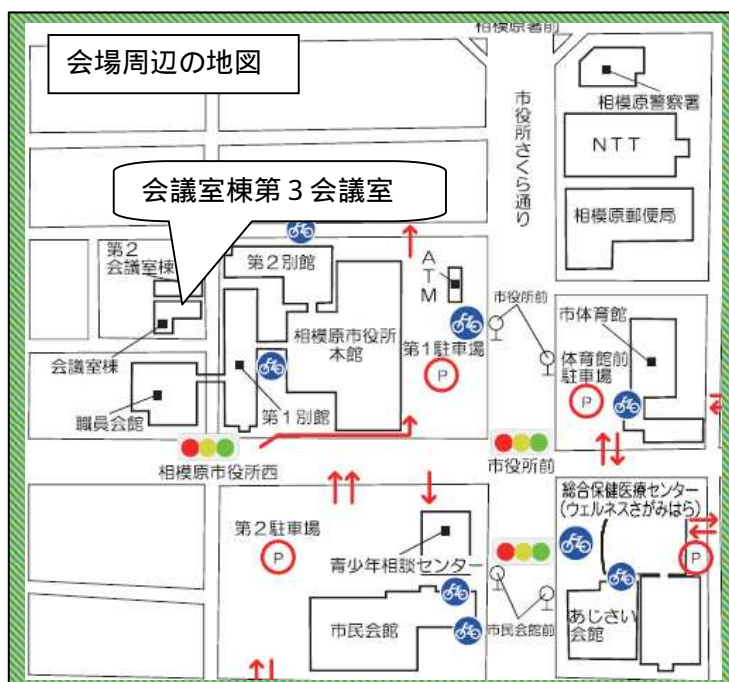 相模原署前
会場周辺の地図
相模原警察署
市役所さくら通り
NTT
会議室棟第３会議室
相模原郵便局
第2
会議室棟
第２別館
ATM
市役所前
市体育館
相模原市役所
本館
第１駐車場
体育館前
駐車場
P
P
会議室棟
職員会館
第１別館
相模原市役所西
市役所前
総合保健医療センター
(ウェルネスさがみはら)
第２駐車場
P
P
青少年相談センター
市民会館
市民会館前
あじさい
会館